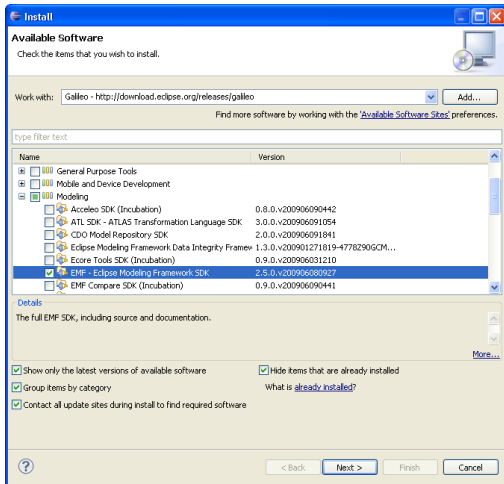 Install
Available Software
Check the items that you wish to install.
Work with: Galileo - http://download.eclipse.org/releases/galileo Add...
Find more software by working with the 'Available Software Sites' preferences.
type filter text
Name Version
General Purpose Tools
Mobile and Device Development
Modeling
Acceleo SDK (Incubation) 0.8.0.v200906090442
ATL SDK - ATLAS Transformation Language SDK 3.0.0.v200906091054
CDO Model Repository SDK 2.0.0.v200906091841
Eclipse Modeling Framework Data Integrity Framew 1.3.0.v200901271819-4778Z90GCM...
Ecore Tools SDK (Incubation) 0.9.0.v200906031210
EMF - Eclipse Modeling Framework SDK 2.5.0.v200906080927
EMF Compare SDK (Incubation) 0.9.0.v200906090441
Details
The full EMF SDK, including source and documentation.
More...
Show only the latest versions of available software Hide items that are already installed
Group items by category What is already installed?
Contact all update sites during install to find required software
? < Back Next > Finish Cancel